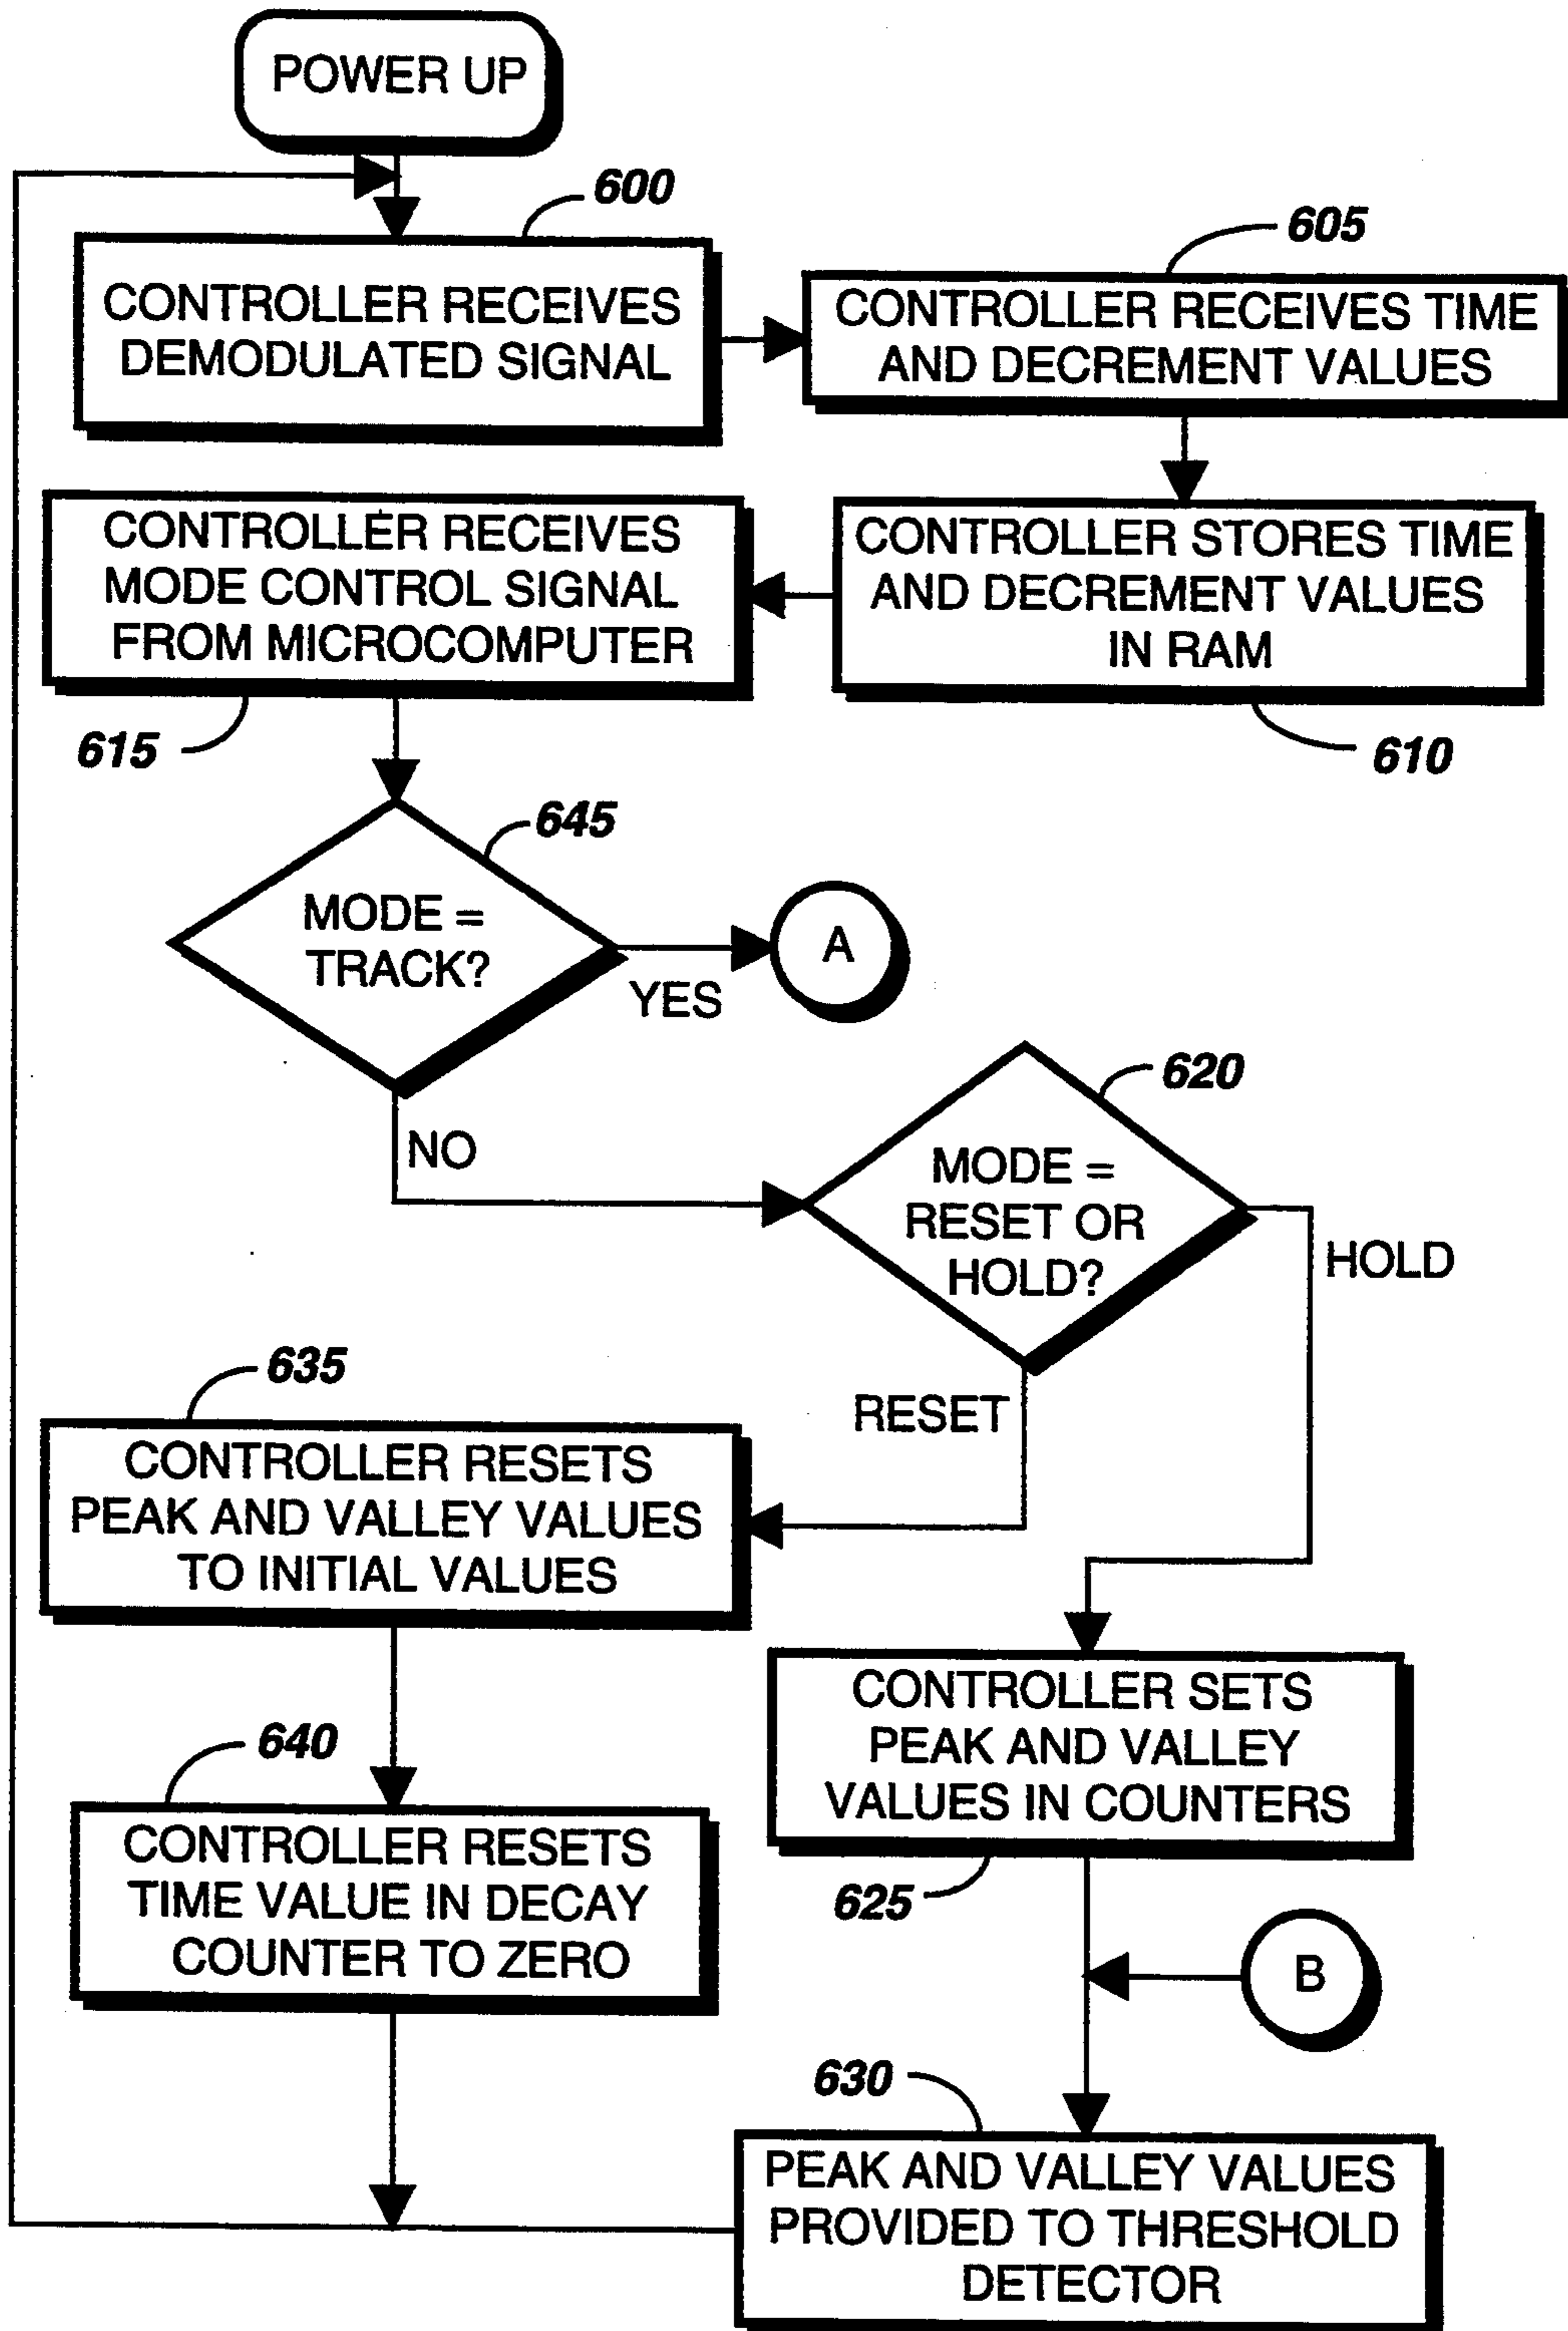 POWER UP
600
CONTROLLER RECEIVES
DEMODULATED SIGNAL
605
CONTROLLER RECEIVES TIME
AND DECREMENT VALUES
CONTROLLER STORES TIME
AND DECREMENT VALUES
IN RAM
610
CONTROLLER RECEIVES
MODE CONTROL SIGNAL
FROM MICROCOMPUTER
615
645
MODE =
TRACK?
YES
A
NO
620
MODE =
RESET OR
HOLD?
HOLD
RESET
635
CONTROLLER RESETS
PEAK AND VALLEY VALUES
TO INITIAL VALUES
640
CONTROLLER RESETS
TIME VALUE IN DECAY
COUNTER TO ZERO
CONTROLLER SETS
PEAK AND VALLEY
VALUES IN COUNTERS
625
B
630
PEAK AND VALLEY VALUES
PROVIDED TO THRESHOLD
DETECTOR